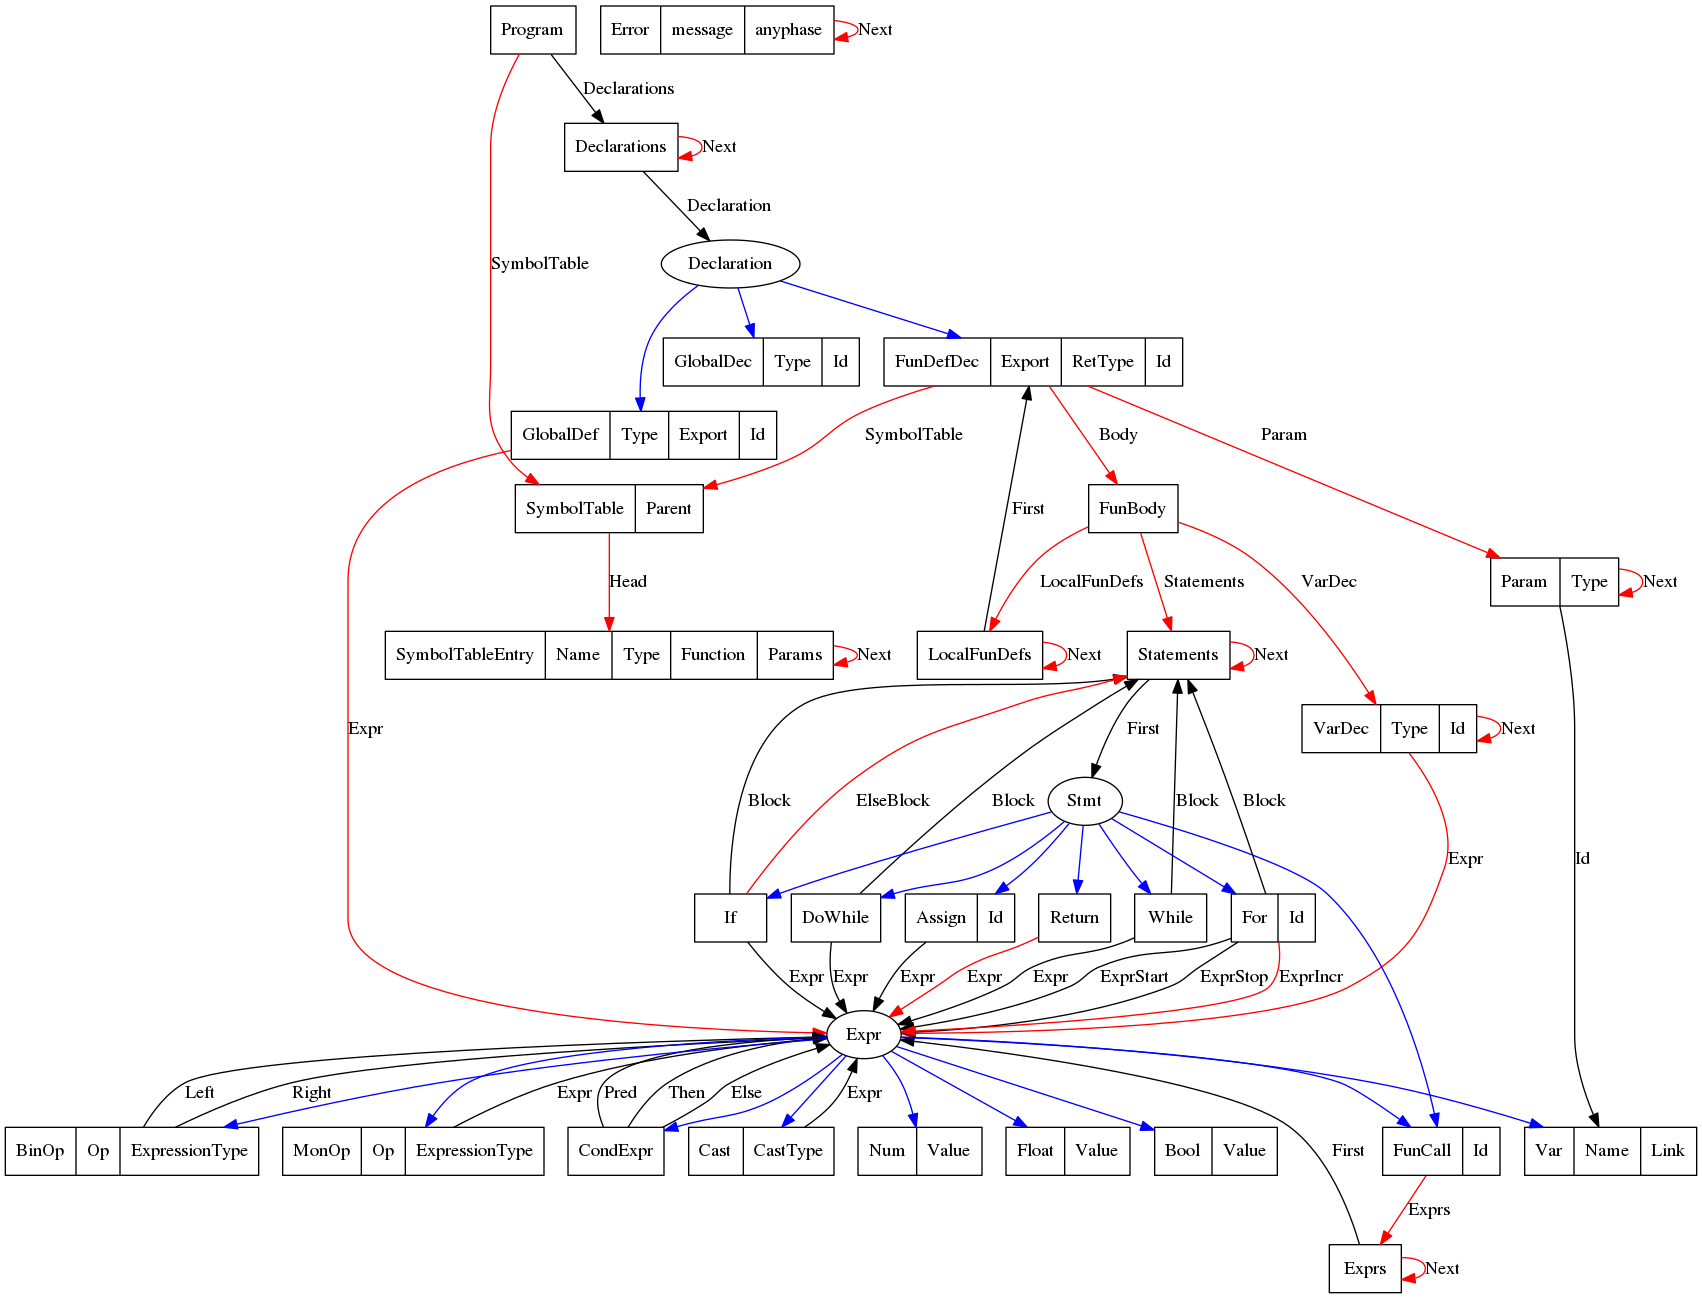 Program
Error message anyphase Next
Declarations
Declarations Next
Declaration
SymbolTable
Declaration
GlobalDec Type Id
FunDefDec Export RetType Id
GlobalDef Type Export Id
SymbolTable
Body
Param
SymbolTable Parent
First
FunBody
Head
LocalFunDefs
Statements
VarDec
Param Type Next
SymbolTableEntry Name Type Function Params Next
LocalFunDefs Next
Statements Next
Expr
First
VarDec Type Id Next
Block
ElseBlock
Block
Stmt
Block
Block
Expr
Id
If
DoWhile
Assign Id
Return
While
For Id
Expr
Expr
Expr
Expr
Expr
ExprStart
ExprStop
ExprIncr
Expr
Left
Right
Expr
Pred
Then
Else
Expr
BinOp Op ExpressionType
MonOp Op ExpressionType
CondExpr
Cast CastType
Num Value
Float Value
Bool Value
First
FunCall Id
Var Name Link
Exprs
Exprs Next